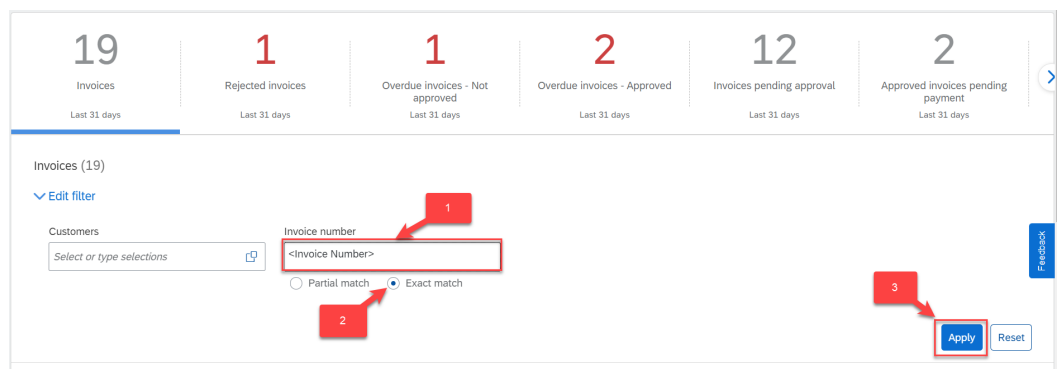 19
1
1
2
12
2
Invoices
Rejected invoices
Overdue invoices - Not
approved
Overdue invoices - Approved
Invoices pending approval
Approved invoices pending
payment
Last 31 days
Last 31 days
Last 31 days
Last 31 days
Last 31 days
Last 31 days
Invoices (19)
Edit filter
1
Customers
Invoice number
Select or type selections
<Invoice Number>
Partial match
Exact match
2
3
Apply
Reset
Feedback